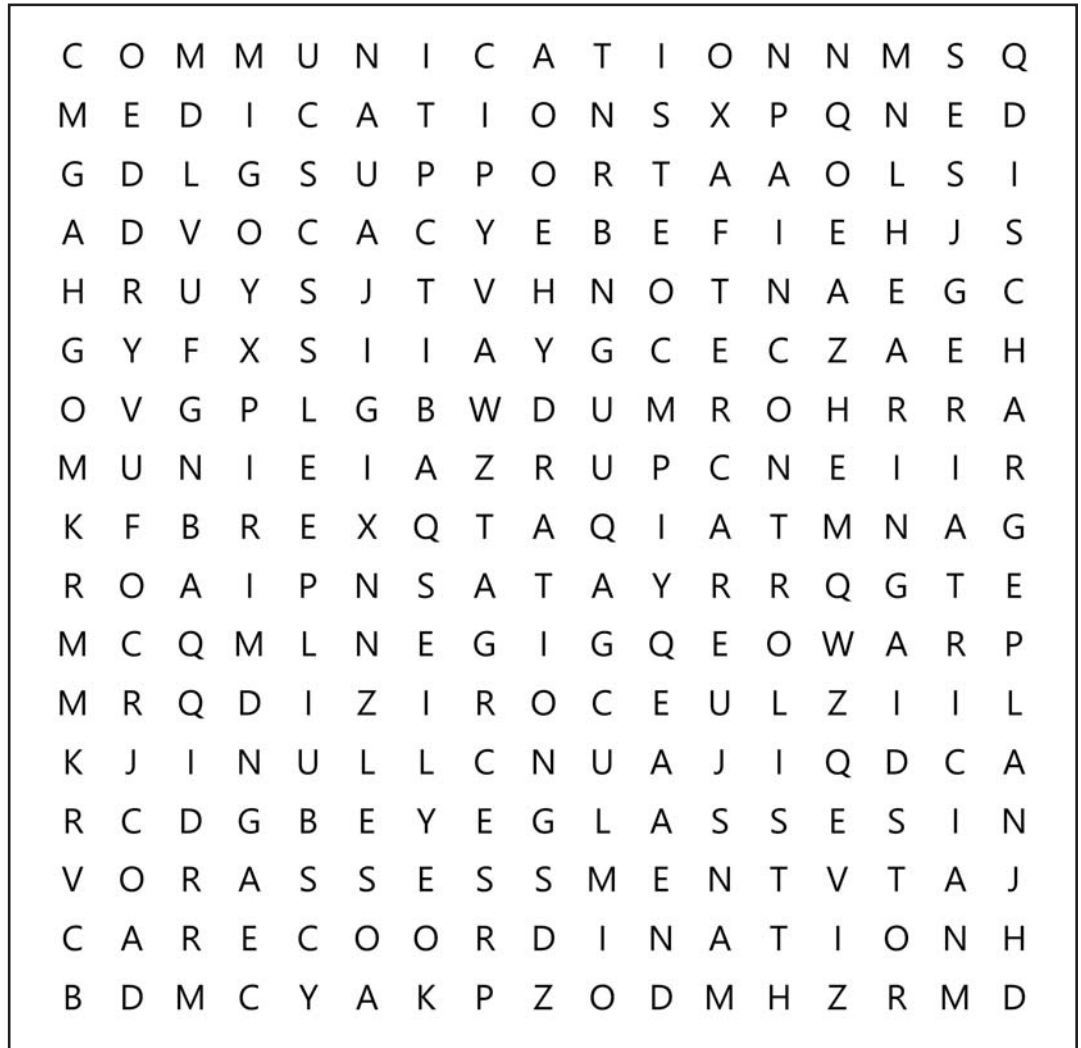 C O M M U N I C A T I O N N M S Q
M E D I C A T I O N S X P Q N E D
G D L G S U P P O R T A A O L S I
A D V O C A C Y E B E F I E H J S
H R U Y S J T V H N O T N A E G C
G Y F X S I I A Y G C E C Z A E H
O V G P L G B W D U M R O H R R A
M U N I E I A Z R U P C N E I I R
K F B R E X Q T A Q I A T M N A G
R O A I P N S A T A Y R R Q G T E
M C Q M L N E G I G Q E O W A R P
M R Q D I Z I R O C E U L Z I I L
K J I N U L L C N U A J I Q D C A
R C D G B E Y E G L A S S E S I N
V O R A S S E S S M E N T V T A J
C A R E C O O R D I N A T I O N H
B D M C Y A K P Z O D M H Z R M D